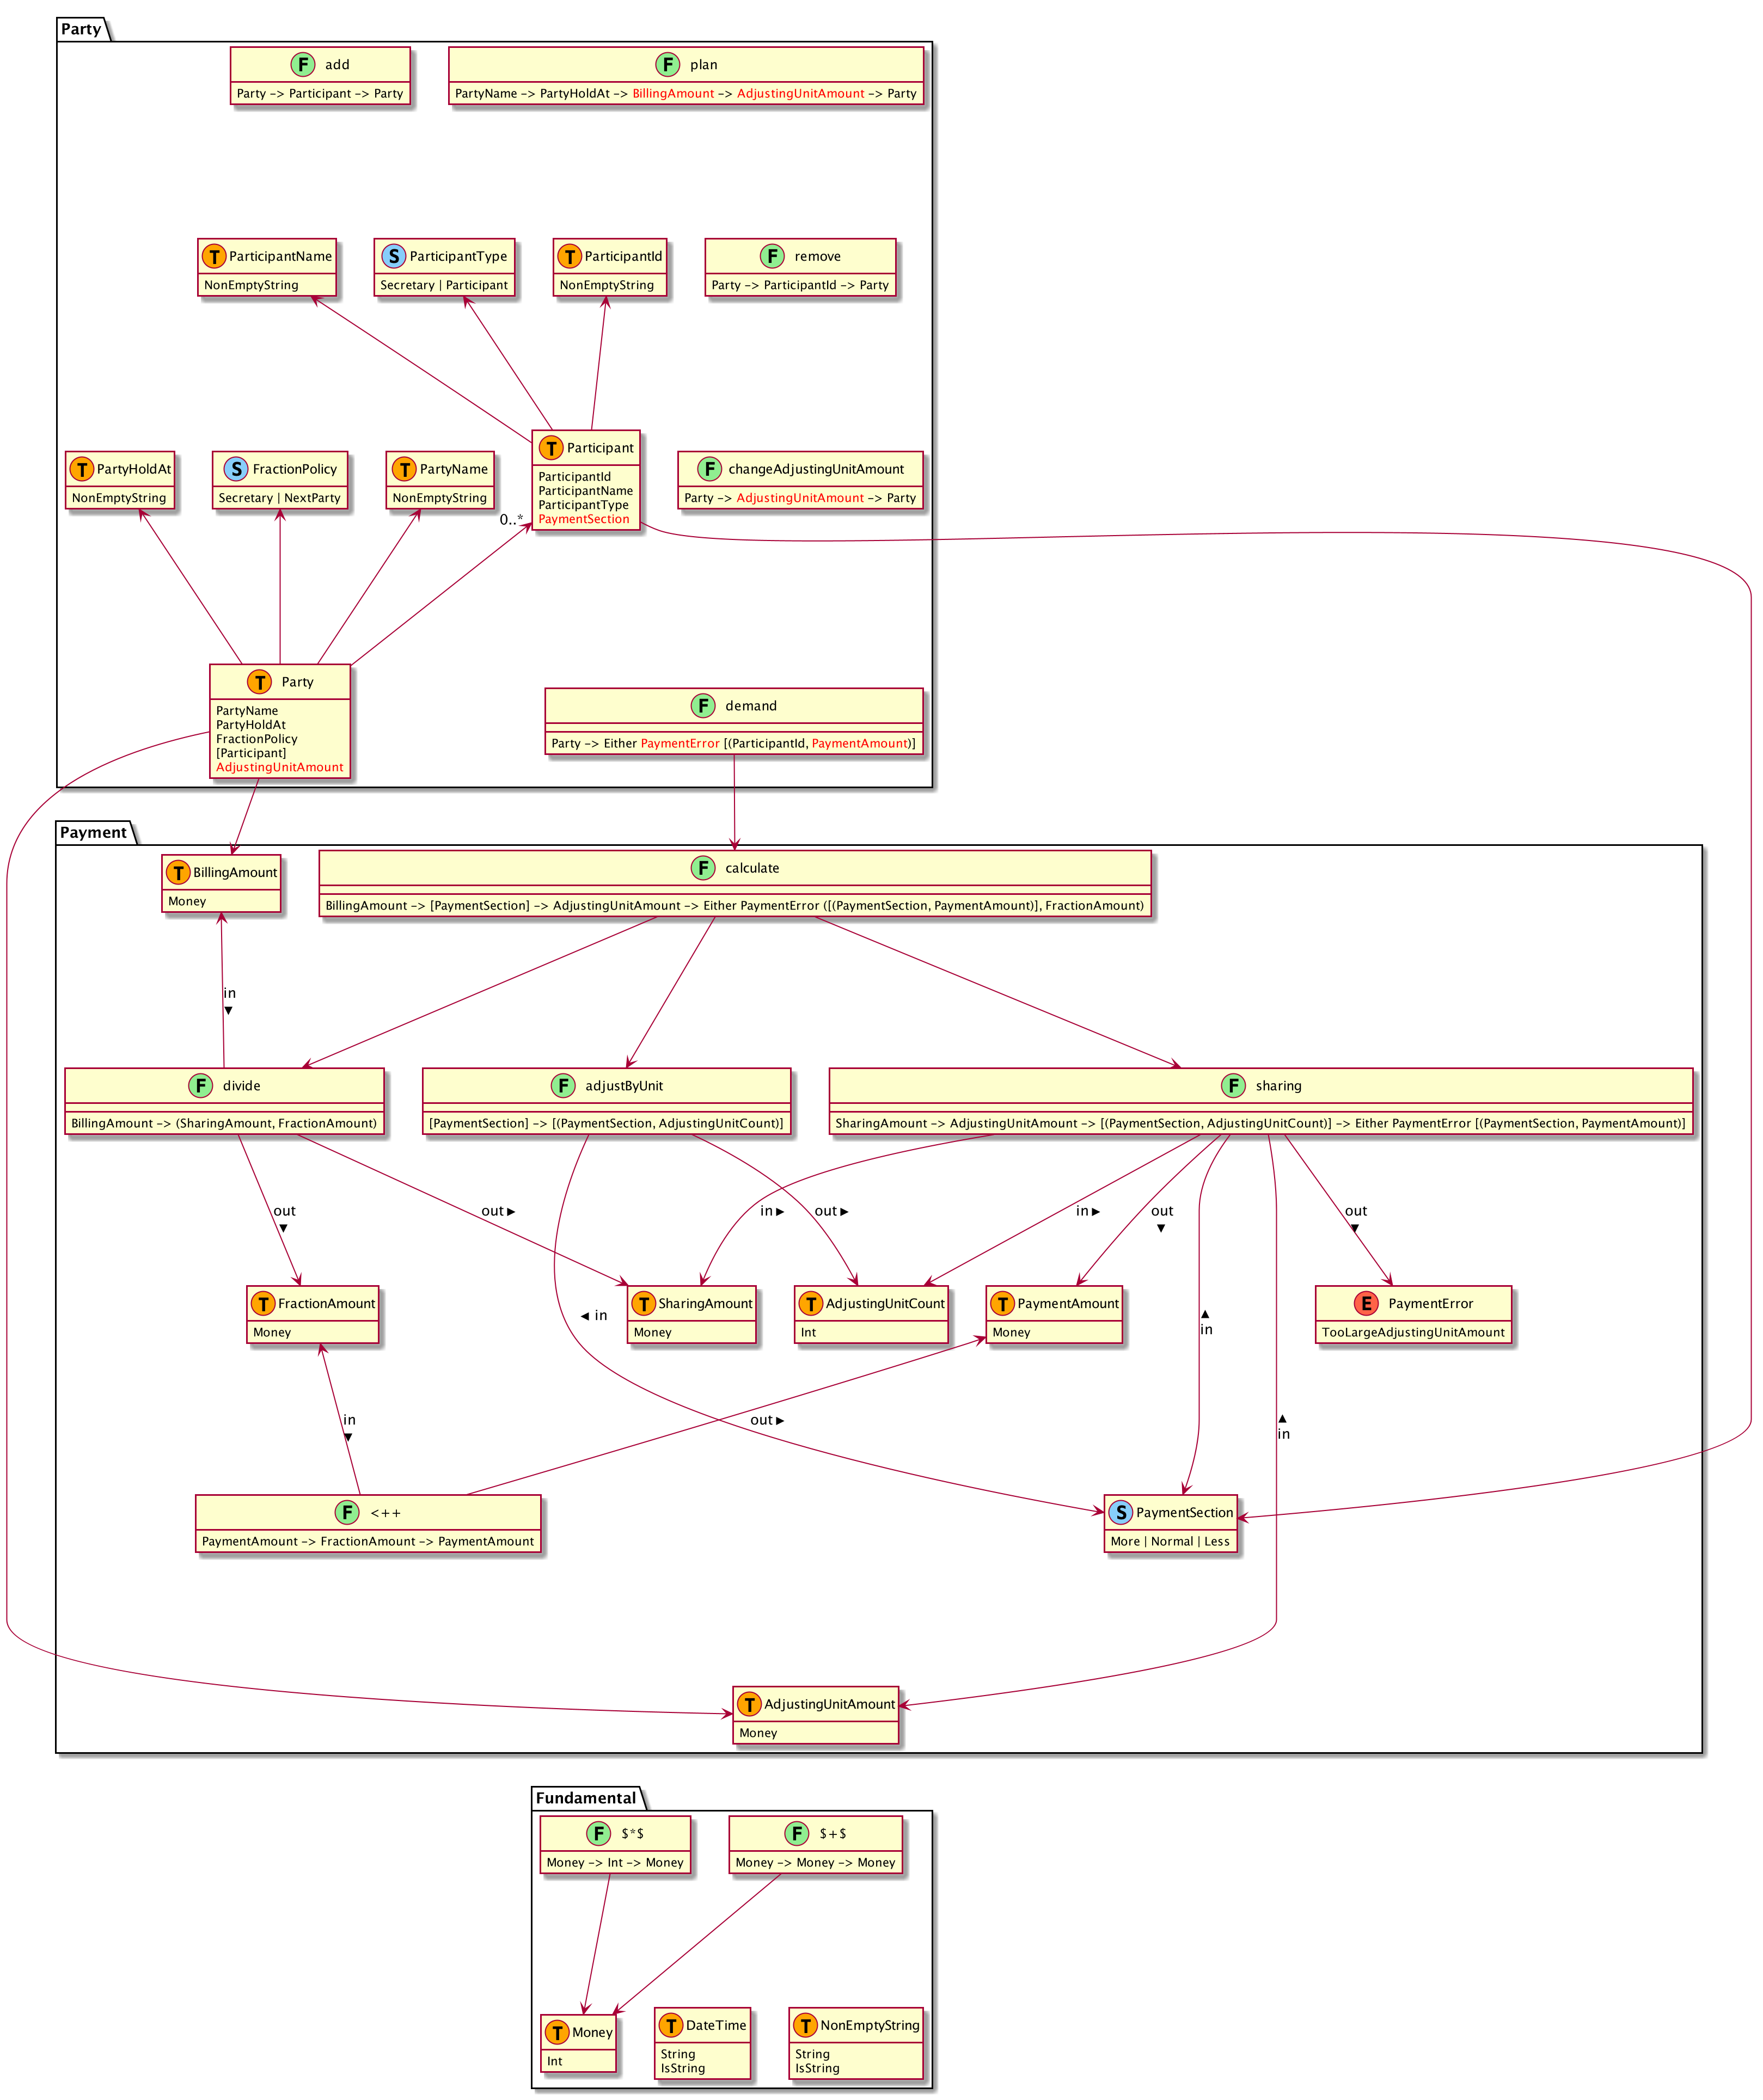 Party
F add
Party -> Participant -> Party
F plan
PartyName -> PartyHoldAt -> BillingAmount -> AdjustingUnitAmount -> Party
T ParticipantName
NonEmptyString
S ParticipantType
Secretary | Participant
T ParticipantId
NonEmptyString
F remove
Party -> ParticipantId -> Party
T PartyHoldAt
NonEmptyString
S FractionPolicy
Secretary | NextParty
T PartyName
NonEmptyString
T Participant
ParticipantId
ParticipantName
ParticipantType
PaymentSection
F changeAdjustingUnitAmount
Party -> AdjustingUnitAmount -> Party
0..*
T Party
PartyName
PartyHoldAt
FractionPolicy
[Participant]
AdjustingUnitAmount
F demand
Party -> Either PaymentError [(ParticipantId, PaymentAmount)]
Payment
T BillingAmount
Money
F calculate
BillingAmount -> [PaymentSection] -> AdjustingUnitAmount -> Either PaymentError ([(PaymentSection, PaymentAmount)], FractionAmount)
in
▼
F divide
BillingAmount -> (SharingAmount, FractionAmount)
F adjustByUnit
[PaymentSection] -> [(PaymentSection, AdjustingUnitCount)]
F sharing
SharingAmount -> AdjustingUnitAmount -> [(PaymentSection, AdjustingUnitCount)] -> Either PaymentError [(PaymentSection, PaymentAmount)]
out
▼
out ►
in ►
out ►
in ►
out
▼
out
▼
T FractionAmount
Money
◄ in
T SharingAmount
Money
T AdjustingUnitCount
Int
T PaymentAmount
Money
▲
in
E PaymentError
TooLargeAdjustingUnitAmount
in
▼
out ►
▲
in
F <++
PaymentAmount -> FractionAmount -> PaymentAmount
S PaymentSection
More | Normal | Less
T AdjustingUnitAmount
Money
Fundamental
F $*$
Money -> Int -> Money
F $+$
Money -> Money -> Money
T Money
Int
T DateTime
String
IsString
T NonEmptyString
String
IsString